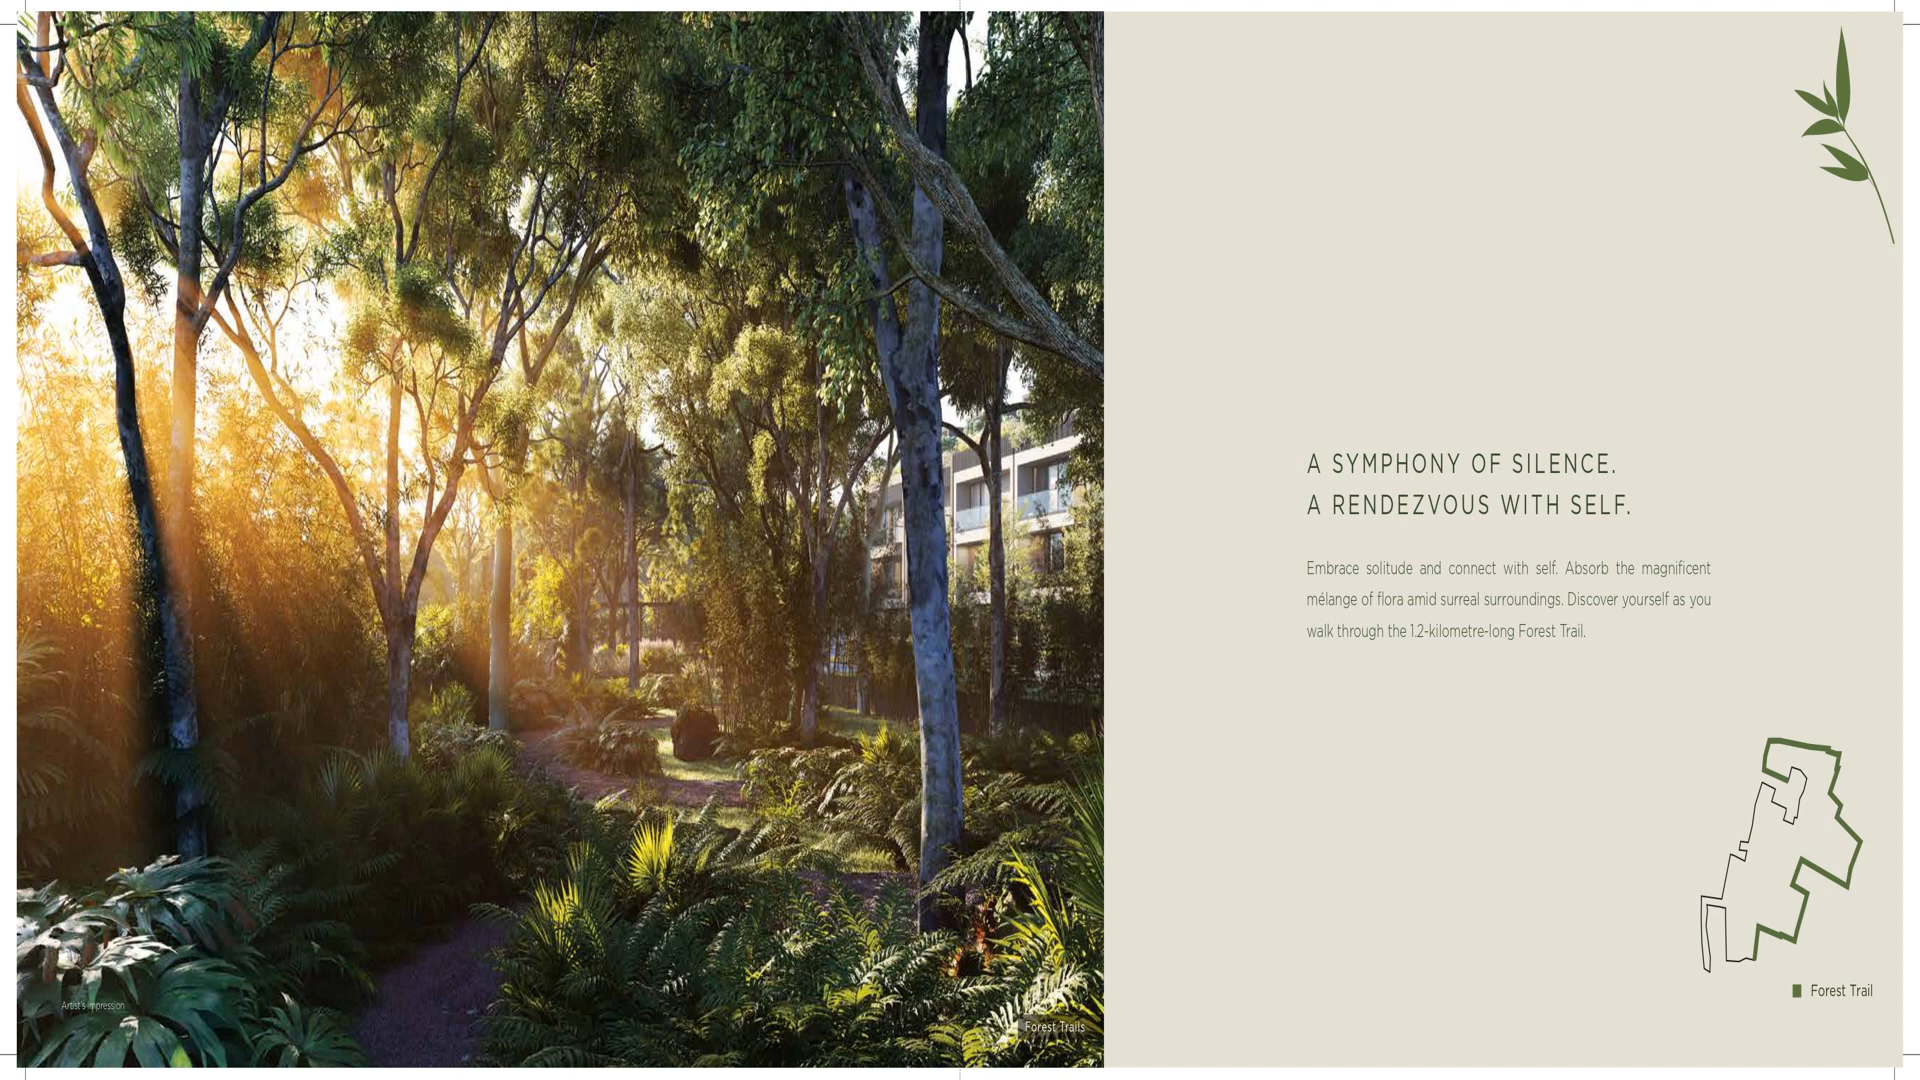 A SYMPHONY OF SILENCE.
A RENDEZVOUS WITH SELF.
Embrace solitude and connect with self. Absorb the magnificent
mélange of flora amid surreal surroundings. Discover yourself as you
walk through the 1.2-kilometre-long Forest Trail.
Forest Trail
Artist's Impression
Forest Trails